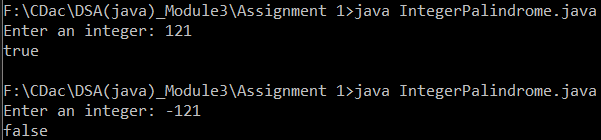 F:\CDac\DSA(java)_Module3\Assignment 1>java IntegerPalindrome.java
Enter an integer: 121
true
F:\CDac\DSA(java)_Module3\Assignment 1>java IntegerPalindrome.java
Enter an integer: -121
false